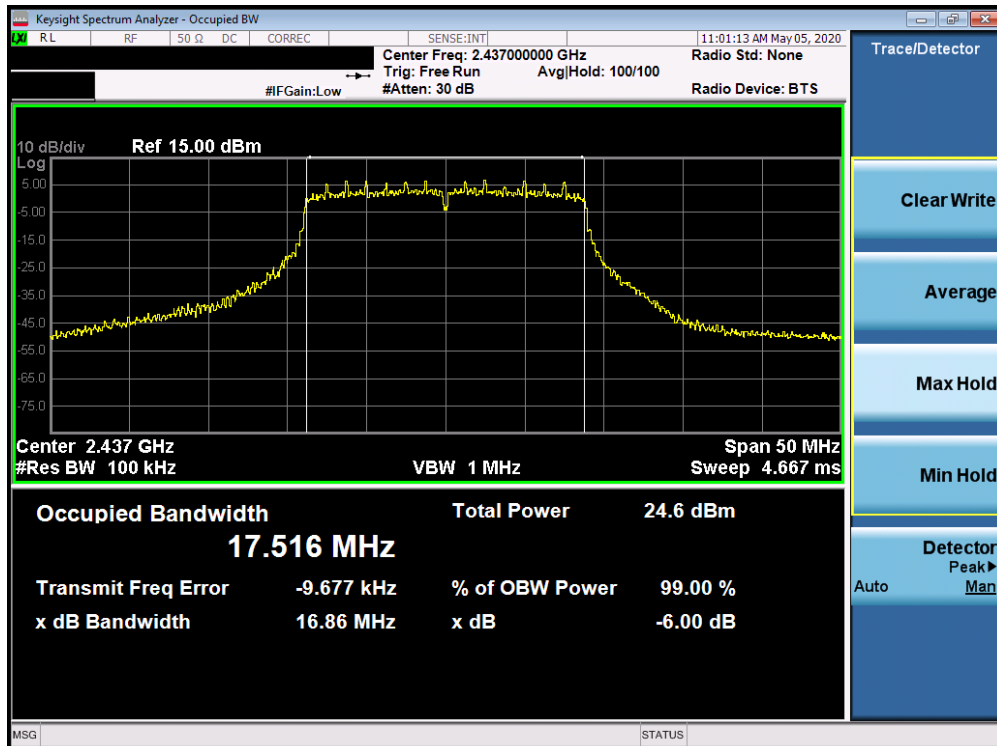 Keysight Spectrum Analyzer - Occupied BW
LXI RL RF 50 Ω DC CORREC SENSE:INT 11:01:13 AM May 05, 2020
Center Freq: 2.437000000 GHz Radio Std: None
Trig: Free Run Avg|Hold: 100/100
#IFGain:Low #Atten: 30 dB Radio Device: BTS
10 dB/div Ref 15.00 dBm
Log
5.00
-5.00
-15.0
-25.0
-35.0
-45.0
-55.0
-65.0
-75.0
Center 2.437 GHz Span 50 MHz
#Res BW 100 kHz VBW 1 MHz Sweep 4.667 ms
Occupied Bandwidth Total Power 24.6 dBm
17.516 MHz
Transmit Freq Error -9.677 kHz % of OBW Power 99.00 %
x dB Bandwidth 16.86 MHz x dB -6.00 dB
MSG STATUS
Trace/Detector
Clear Write
Average
Max Hold
Min Hold
Detector
Peak▶
Auto Man